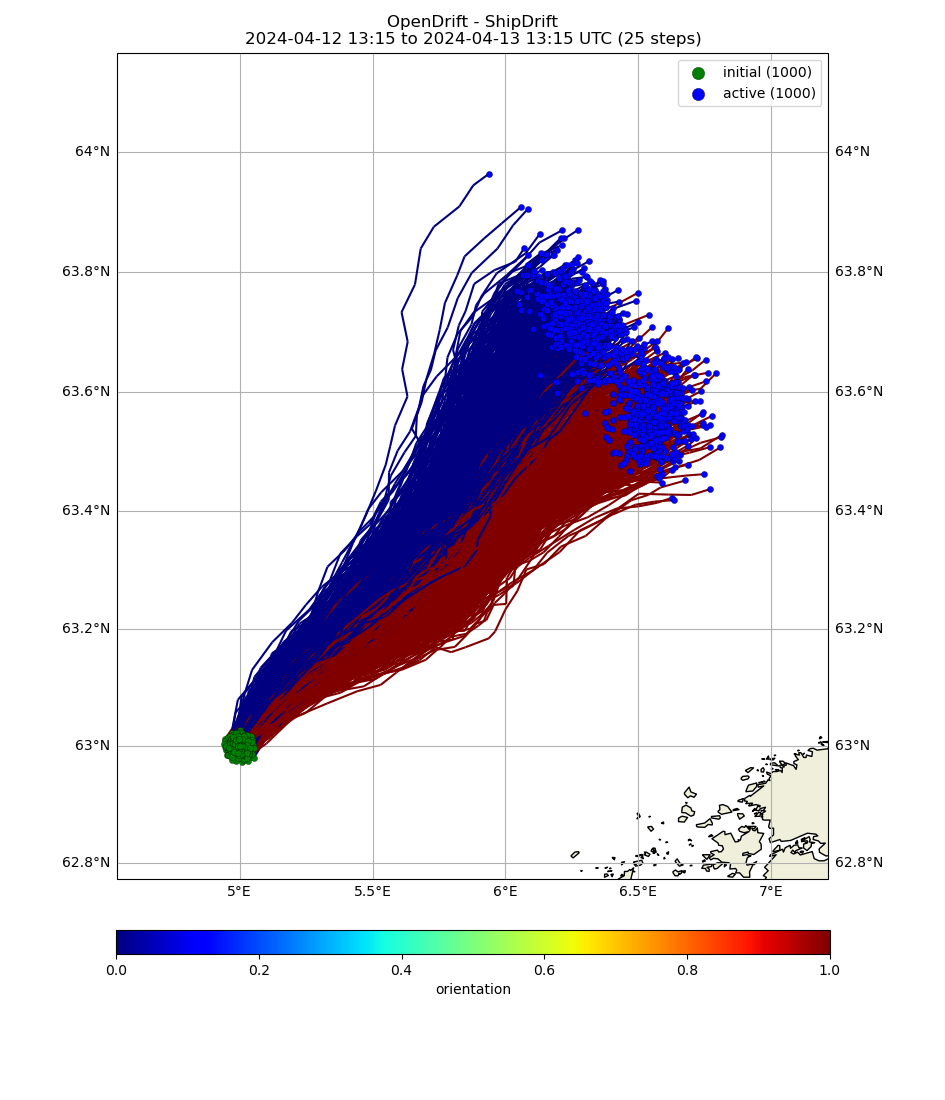 OpenDrift - ShipDrift
2024-04-12 13:15 to 2024-04-13 13:15 UTC (25 steps)
initial (1000)
active (1000)
64°N 64°N
63.8°N 63.8°N
63.6°N 63.6°N
63.4°N 63.4°N
63.2°N 63.2°N
63°N 63°N
62.8°N 62.8°N
5°E 5.5°E 6°E 6.5°E 7°E
0.0 0.2 0.4 0.6 0.8 1.0
orientation